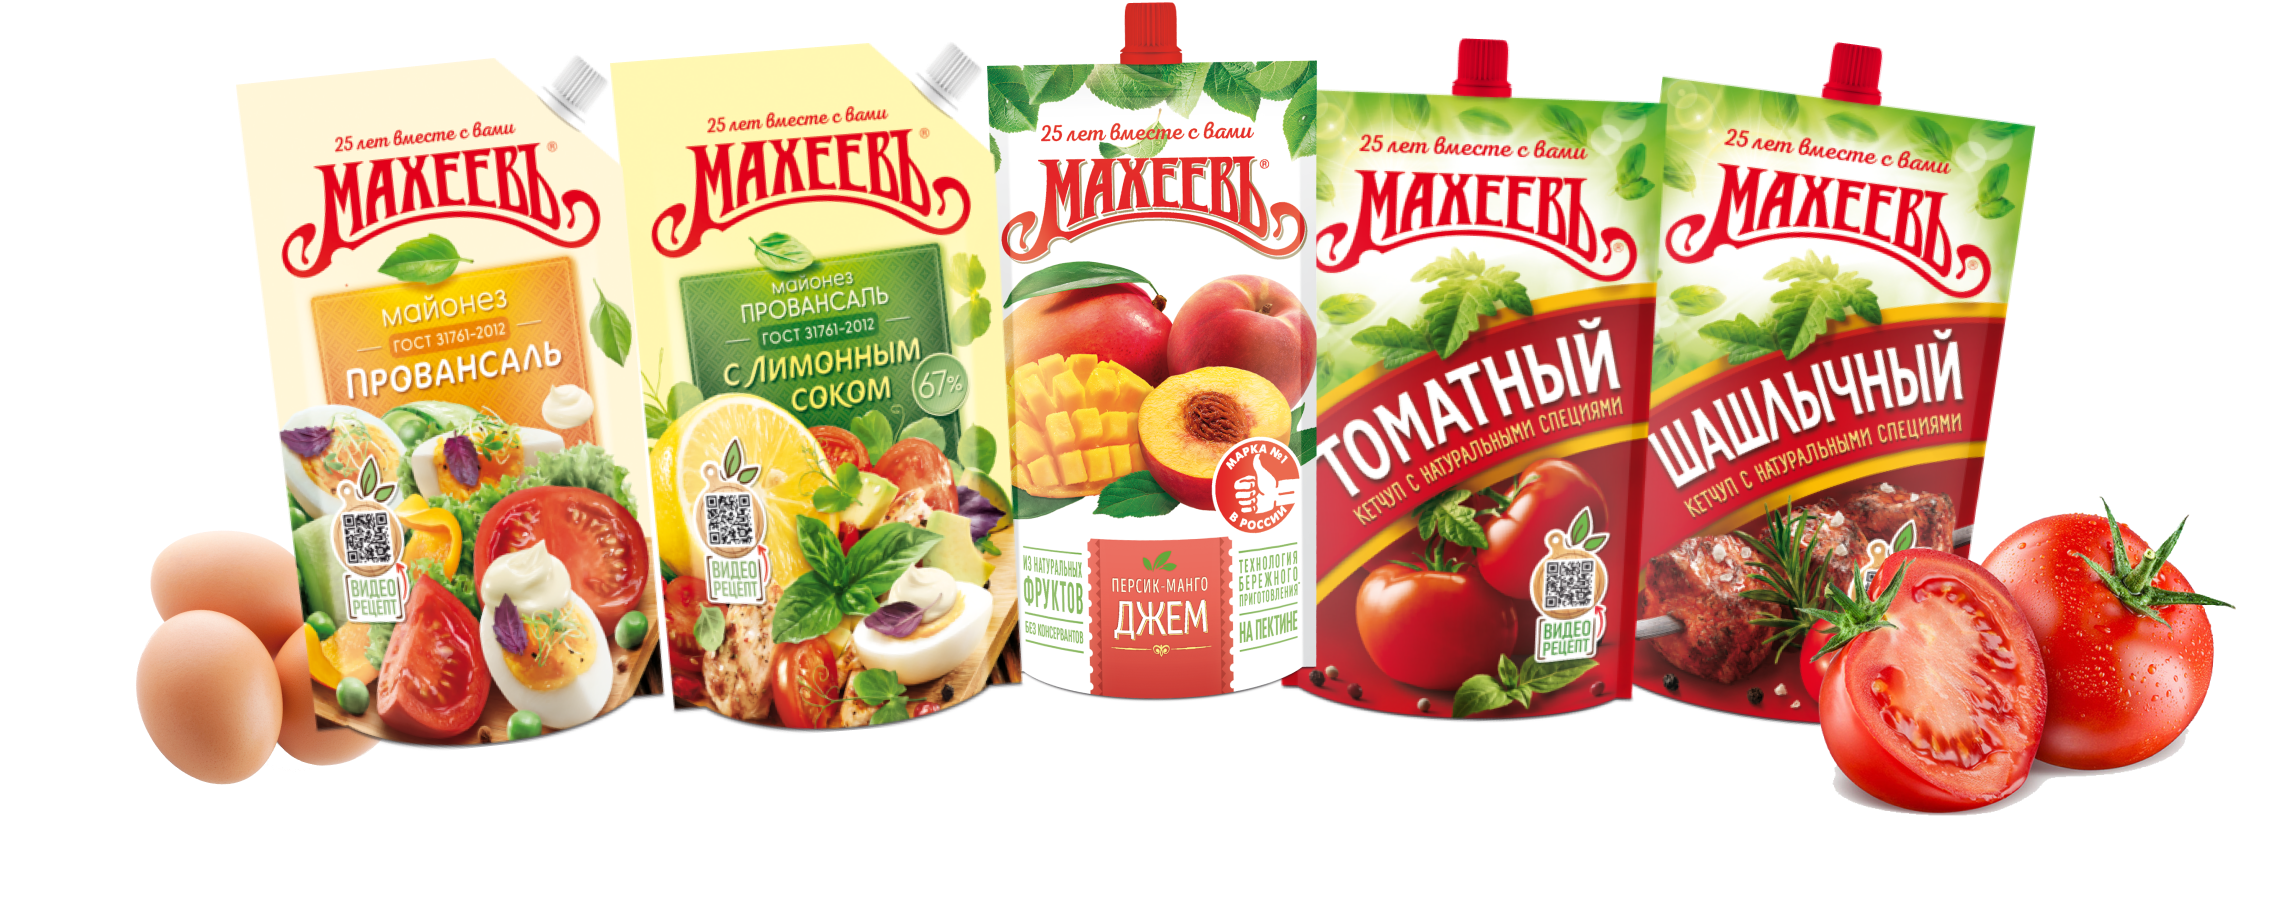 25 лет вместе с вами
МАХЕЕВЪ®
майонез
ГОСТ 31761-2012
ПРОВАНСАЛЬ
ВИДЕО
РЕЦЕПТ
25 лет вместе с вами
МАХЕЕВЪ®
майонез
ПРОВАНСАЛЬ
ГОСТ 31761-2012
с Лимонным
соком
67%
ВИДЕО
РЕЦЕПТ
25 лет вместе с вами
МАХЕЕВЪ®
МАРКА №1
В РОССИИ
ИЗ НАТУРАЛЬНЫХ
ФРУКТОВ
БЕЗ КОНСЕРВАНТОВ
ПЕРСИК-МАНГО
ДЖЕМ
ТЕХНОЛОГИЯ
БЕРЕЖНОГО
ПРИГОТОВЛЕНИЯ
НА ПЕКТИНЕ
25 лет вместе с вами
МАХЕЕВЪ®
ТОМАТНЫЙ
КЕТЧУП С НАТУРАЛЬНЫМИ СПЕЦИЯМИ
ВИДЕО
РЕЦЕПТ
25 лет вместе с вами
МАХЕЕВЪ®
ШАШЛЫЧНЫЙ
КЕТЧУП С НАТУРАЛЬНЫМИ СПЕЦИЯМИ